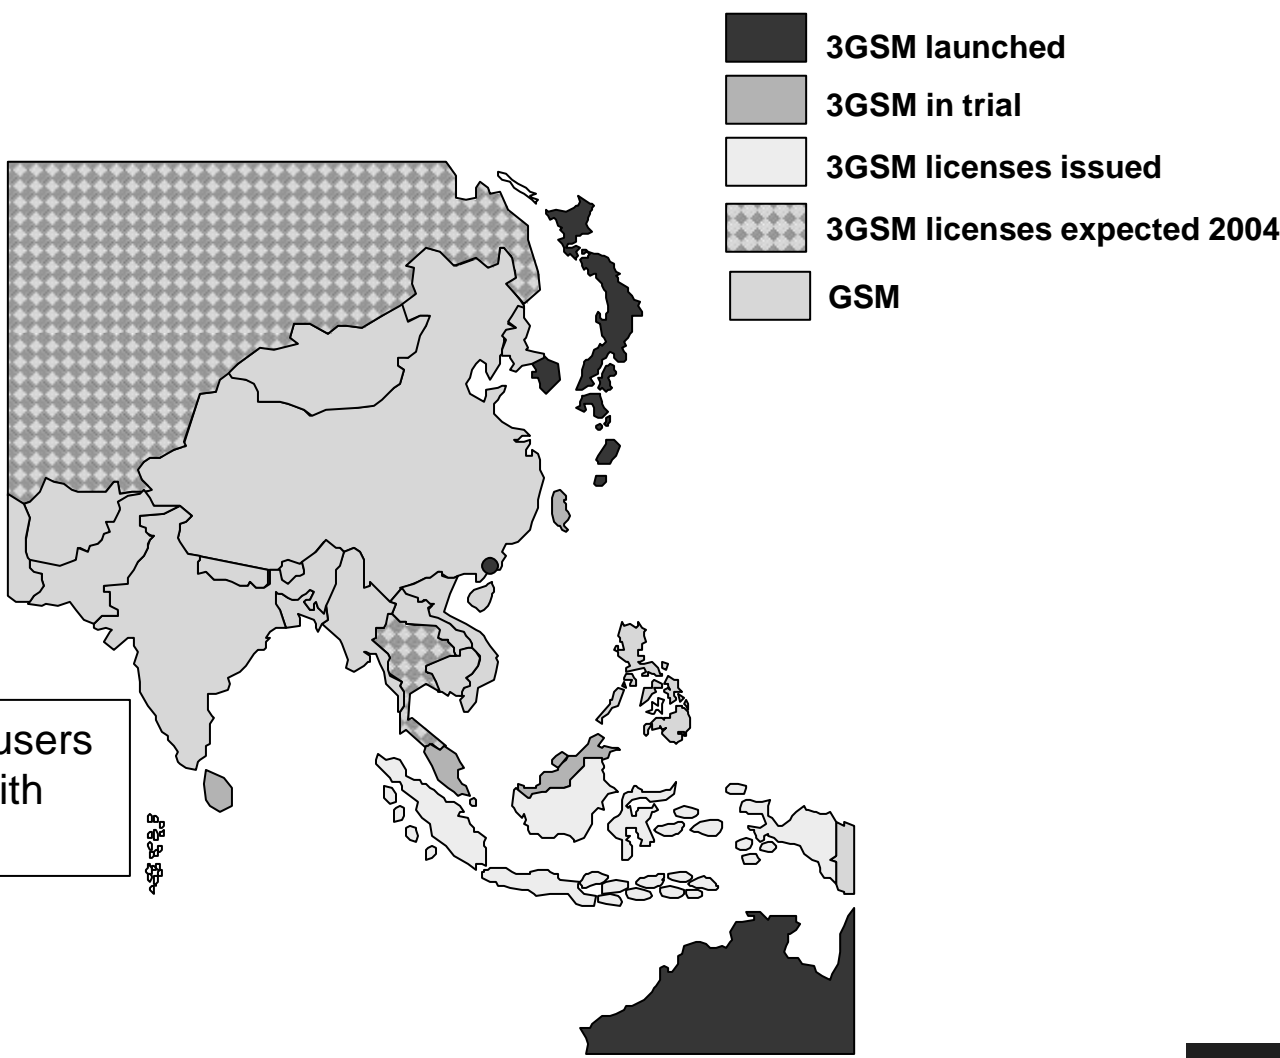 3GSM launched
3GSM in trial
3GSM licenses issued
3GSM licenses expected 2004
GSM
users
ith